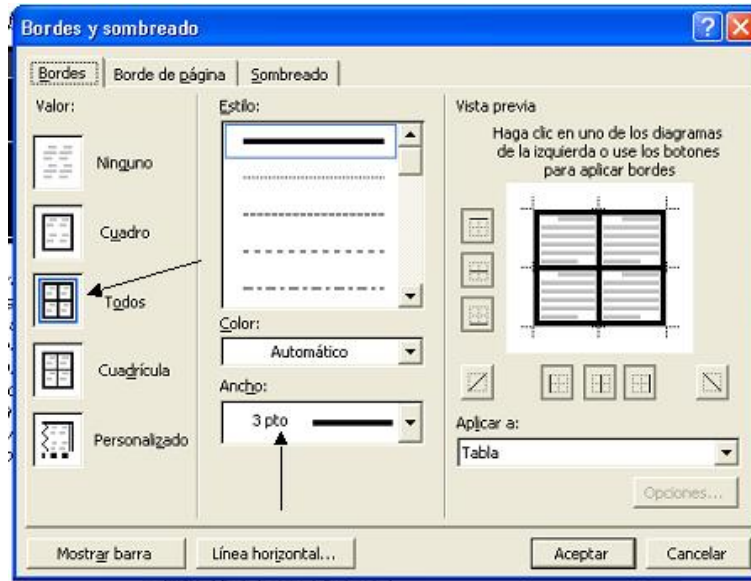 Bordes y sombreado
Bordes
Borde de página
Sombreado
Valor:
Ninguno
Cuadro
Todos
Cuadrícula
Personalizado
Estilo:
Color:
Automático
Ancho:
3 pto
Vista previa
Haga clic en uno de los diagramas
de la izquierda o use los botones
para aplicar bordes
Aplicar a:
Tabla
Opciones...
Mostrar barra
Línea horizontal...
Aceptar
Cancelar